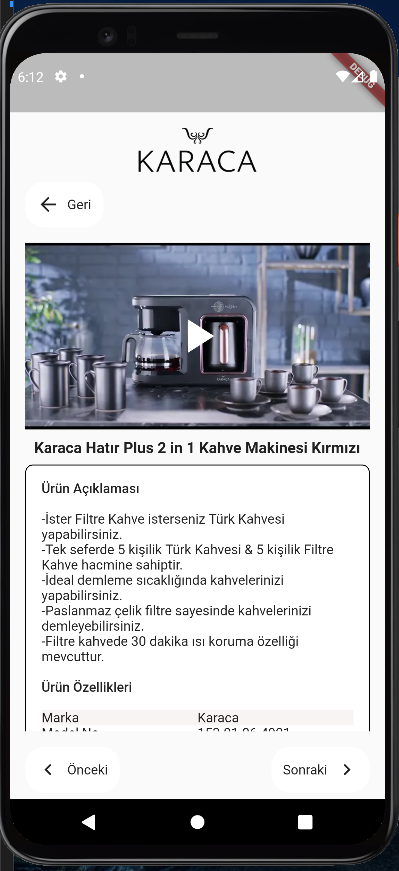 6:12
DEBUG
KARACA
Geri
Karaca Hatır Plus 2 in 1 Kahve Makinesi Kırmızı
Ürün Açıklaması
-İster Filtre Kahve isterseniz Türk Kahvesi
yapabilirsiniz.
-Tek seferde 5 kişilik Türk Kahvesi & 5 kişilik Filtre
Kahve hacmine sahiptir.
-İdeal demleme sıcaklığında kahvelerinizi
yapabilirsiniz.
-Paslanmaz çelik filtre sayesinde kahvelerinizi
demleyebilirsiniz.
-Filtre kahvede 30 dakika ısı koruma özelliği
mevcuttur.
Ürün Özellikleri
Marka Karaca
Model No
Önceki Sonraki